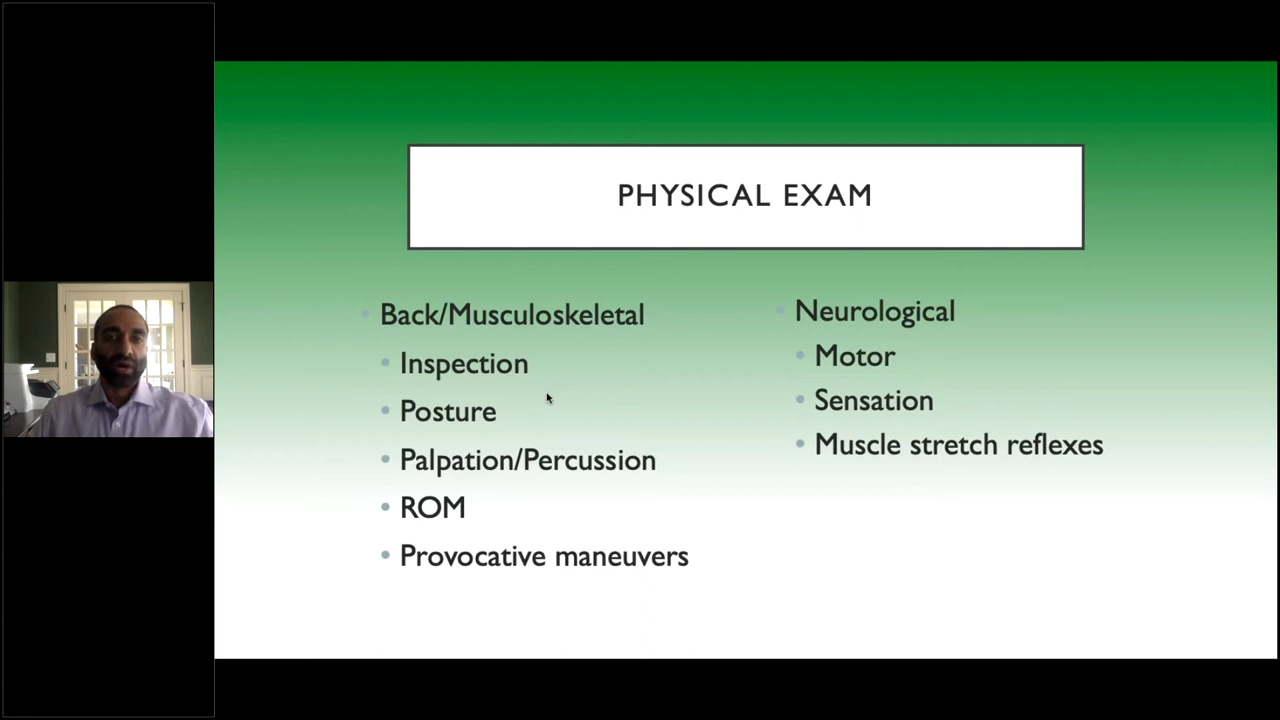 PHYSICAL EXAM
Back/Musculoskeletal
Inspection
Posture
Palpation/Percussion
ROM
Provocative maneuvers
Neurological
Motor
Sensation
Muscle stretch reflexes